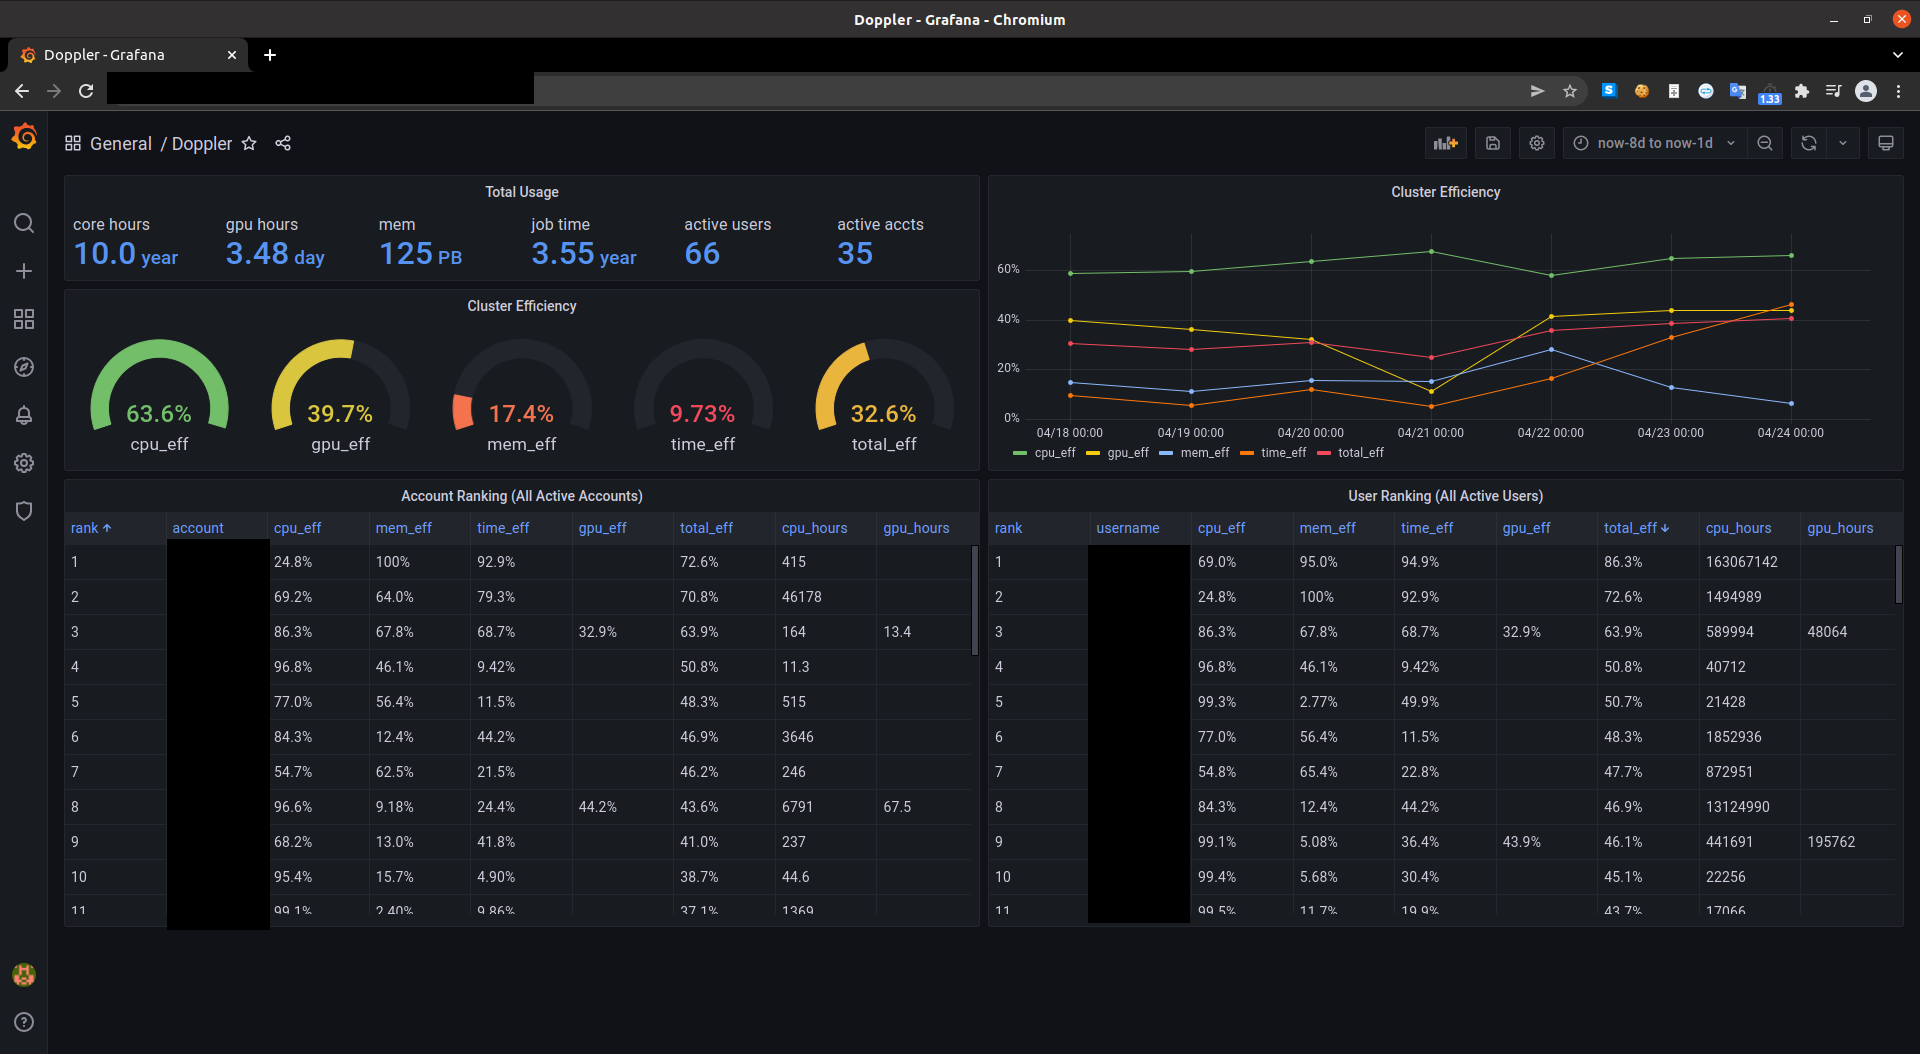 Doppler - Grafana - Chromium
Doppler - Grafana
1.33
General / Doppler
now-8d to now-1d
Total Usage
core hours gpu hours mem job time active users active accts
10.0 year 3.48 day 125 PB 3.55 year 66 35
Cluster Efficiency
63.6% 39.7% 17.4% 9.73% 32.6%
cpu_eff gpu_eff mem_eff time_eff total_eff
Cluster Efficiency
60%
40%
20%
0%
04/18 00:00 04/19 00:00 04/20 00:00 04/21 00:00 04/22 00:00 04/23 00:00 04/24 00:00
cpu_eff gpu_eff mem_eff time_eff total_eff
Account Ranking (All Active Accounts)
rank account cpu_eff mem_eff time_eff gpu_eff total_eff cpu_hours gpu_hours
1 24.8% 100% 92.9% 72.6% 415
2 69.2% 64.0% 79.3% 70.8% 46178
3 86.3% 67.8% 68.7% 32.9% 63.9% 164 13.4
4 96.8% 46.1% 9.42% 50.8% 11.3
5 77.0% 56.4% 11.5% 48.3% 515
6 84.3% 12.4% 44.2% 46.9% 3646
7 54.7% 62.5% 21.5% 46.2% 246
8 96.6% 9.18% 24.4% 44.2% 43.6% 6791 67.5
9 68.2% 13.0% 41.8% 41.0% 237
10 95.4% 15.7% 4.90% 38.7% 44.6
11 99.1% 2.40% 9.86% 37.1% 1369
User Ranking (All Active Users)
rank username cpu_eff mem_eff time_eff gpu_eff total_eff cpu_hours gpu_hours
1 69.0% 95.0% 94.9% 86.3% 163067142
2 24.8% 100% 92.9% 72.6% 1494989
3 86.3% 67.8% 68.7% 32.9% 63.9% 589994 48064
4 96.8% 46.1% 9.42% 50.8% 40712
5 99.3% 2.77% 49.9% 50.7% 21428
6 77.0% 56.4% 11.5% 48.3% 1852936
7 54.8% 65.4% 22.8% 47.7% 872951
8 84.3% 12.4% 44.2% 46.9% 13124990
9 99.1% 5.08% 36.4% 43.9% 46.1% 441691 195762
10 99.4% 5.68% 30.4% 45.1% 22256
11 99.5% 11.7% 19.9% 43.7% 17066